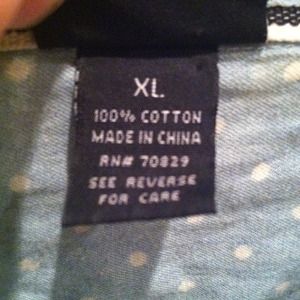 XL
100% COTTON
MADE IN CHINA
RN# 70829
SEE REVERSE
FOR CARE